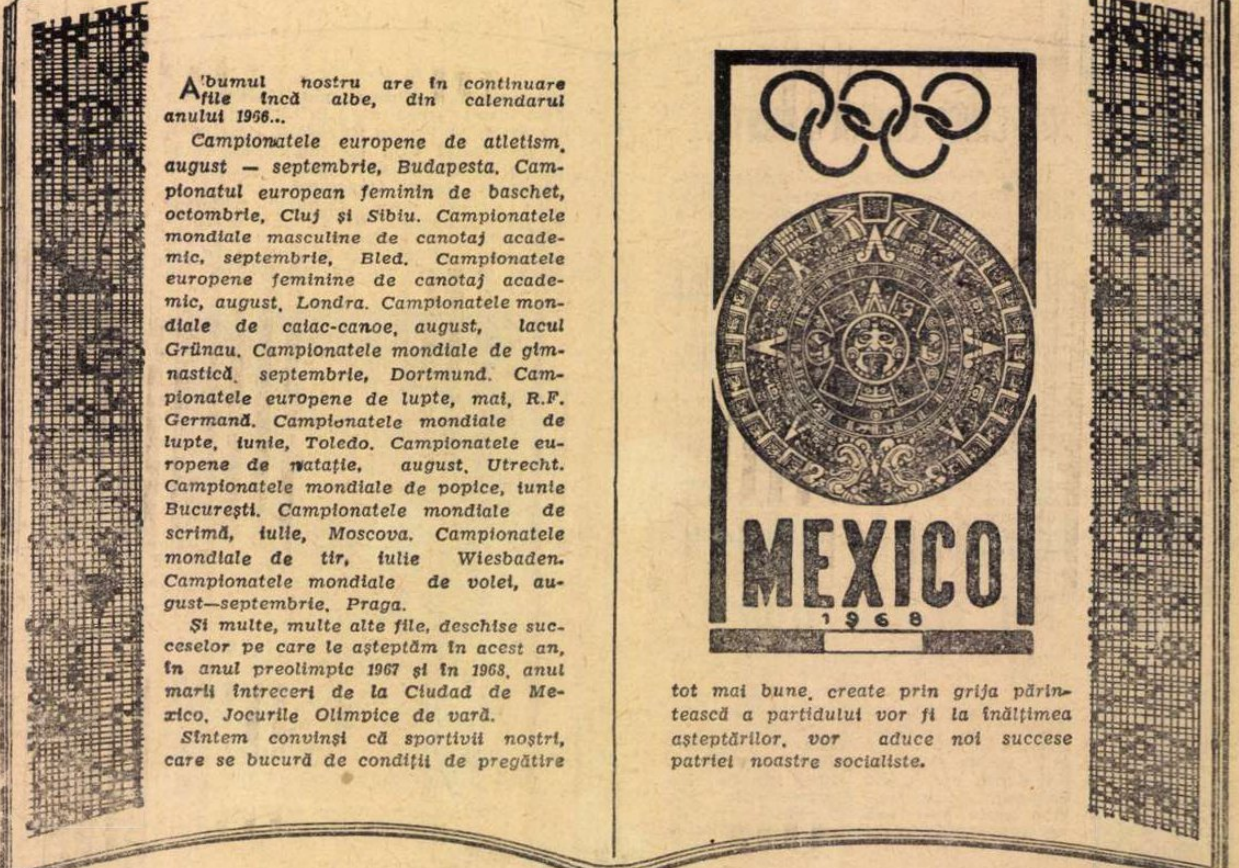 Albumul nostru are în continuare
file încă albe, din calendarul
anului 1966...
Campionatele europene de atletism,
august — septembrie, Budapesta. Cam-
pionatul european feminin de baschet,
octombrie, Cluj și Sibiu. Campionatele
mondiale masculine de canotaj acade-
mic, septembrie, Bled. Campionatele
europene feminine de canotaj acade-
mic, august, Londra. Campionatele mon-
diale de caiac-canoe, august, lacul
Grünau. Campionatele mondiale de gim-
nastică, septembrie, Dortmund. Cam-
pionatele europene de lupte, mai, R.F.
Germană. Campionatele mondiale de
lupte, iunie, Toledo. Campionatele eu-
ropene de natație, august, Utrecht.
Campionatele mondiale de popice, iunie
București. Campionatele mondiale de
scrimă, iulie, Moscova. Campionatele
mondiale de tir, iulie Wiesbaden.
Campionatele mondiale de volei, au-
gust—septembrie, Praga.
Și multe, multe alte file, deschise suc-
ceselor pe care le așteptăm în acest an,
în anul preolimpic 1967 și în 1968, anul
marii întreceri de la Ciudad de Me-
xico, Jocurile Olimpice de vară.
Sîntem convinși că sportivii noștri,
care se bucură de condiții de pregătire
MEXICO
1968
tot mai bune, create prin grija părin-
tească a partidului vor fi la înălțimea
așteptărilor, vor aduce noi succese
patriei noastre socialiste.